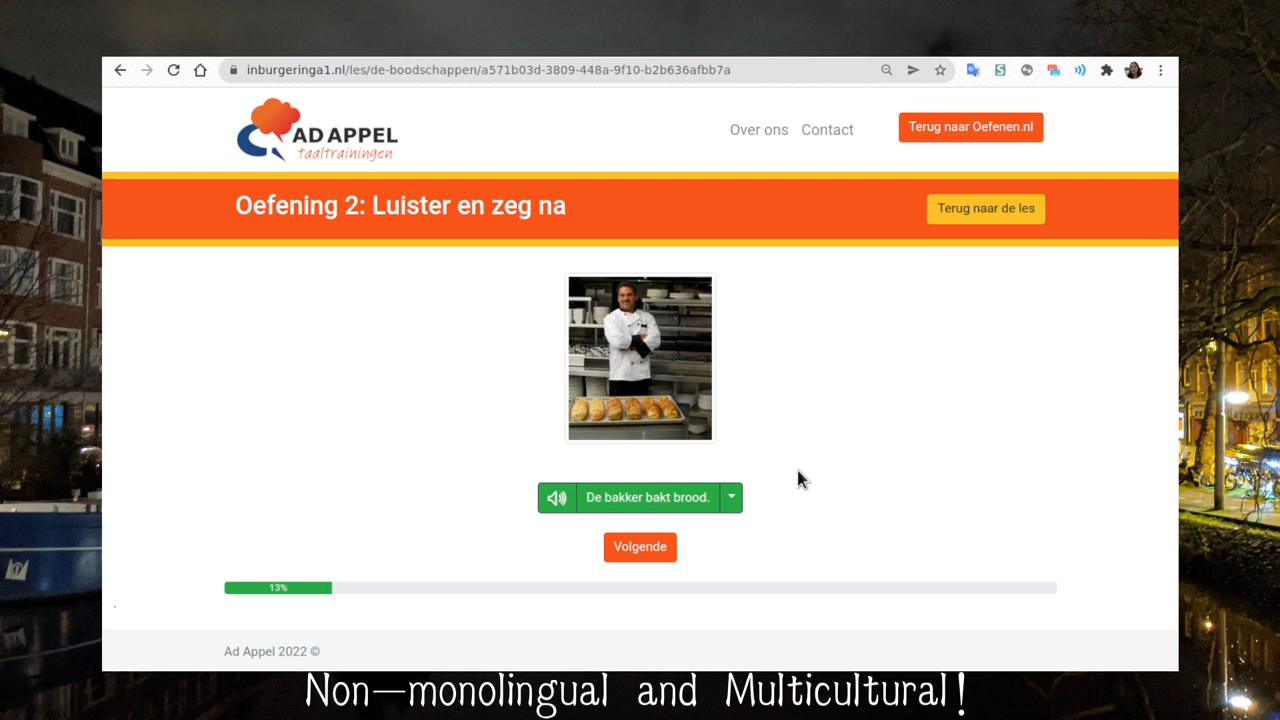 inburgeringa1.nl/les/de-boodschappen/a571b03d-3809-448a-9f10-b2b636afbb7a
AD APPEL
taaltrainingen
Over ons
Contact
Terug naar Oefenen.nl
Oefening 2: Luister en zeg na
Terug naar de les
De bakker bakt brood.
Volgende
13%
Ad Appel 2022 ©
Non-monolingual and Multicultural!